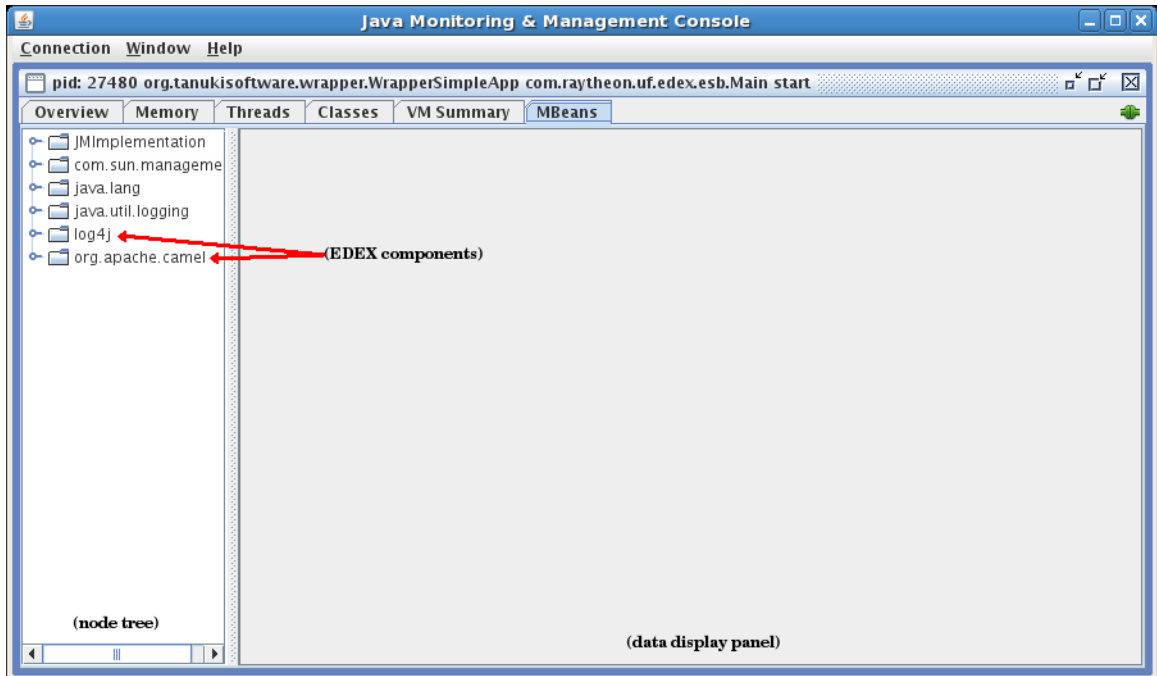 Java Monitoring & Management Console
Connection Window Help
pid: 27480 org.tanukisoftware.wrapper.WrapperSimpleApp com.raytheon.uf.edex.esb.Main start
Overview Memory Threads Classes VM Summary MBeans
JMImplementation
com.sun.manageme
java.lang
java.util.logging
log4j
org.apache.camel
(EDEX components)
(node tree)
(data display panel)